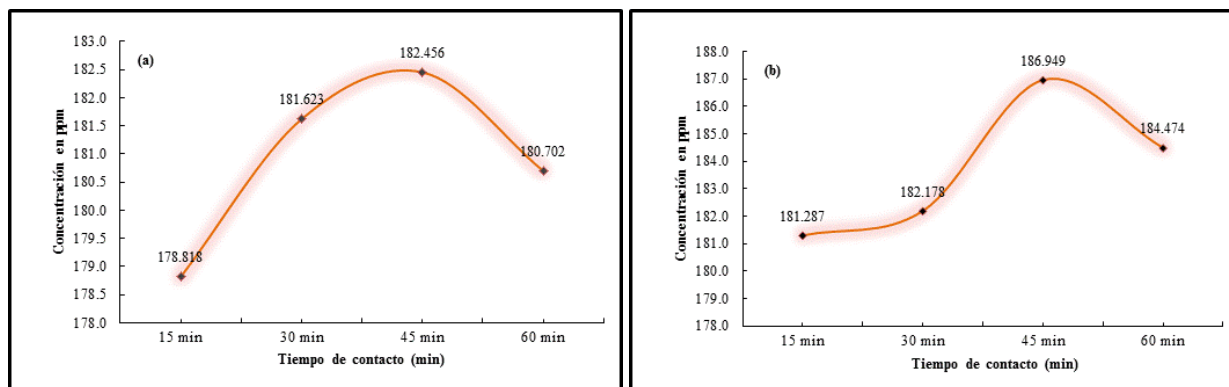 (a)
183.0
182.5
182.0
181.5
181.0
180.5
180.0
179.5
179.0
178.5
178.0
Concentración en ppm
178.818
181.623
182.456
180.702
15 min
30 min
45 min
60 min
Tiempo de contacto (min)
(b)
188.0
187.0
186.0
185.0
184.0
183.0
182.0
181.0
180.0
179.0
178.0
Concentración en ppm
181.287
182.178
186.949
184.474
15 min
30 min
45 min
60 min
Tiempo de contacto (min)